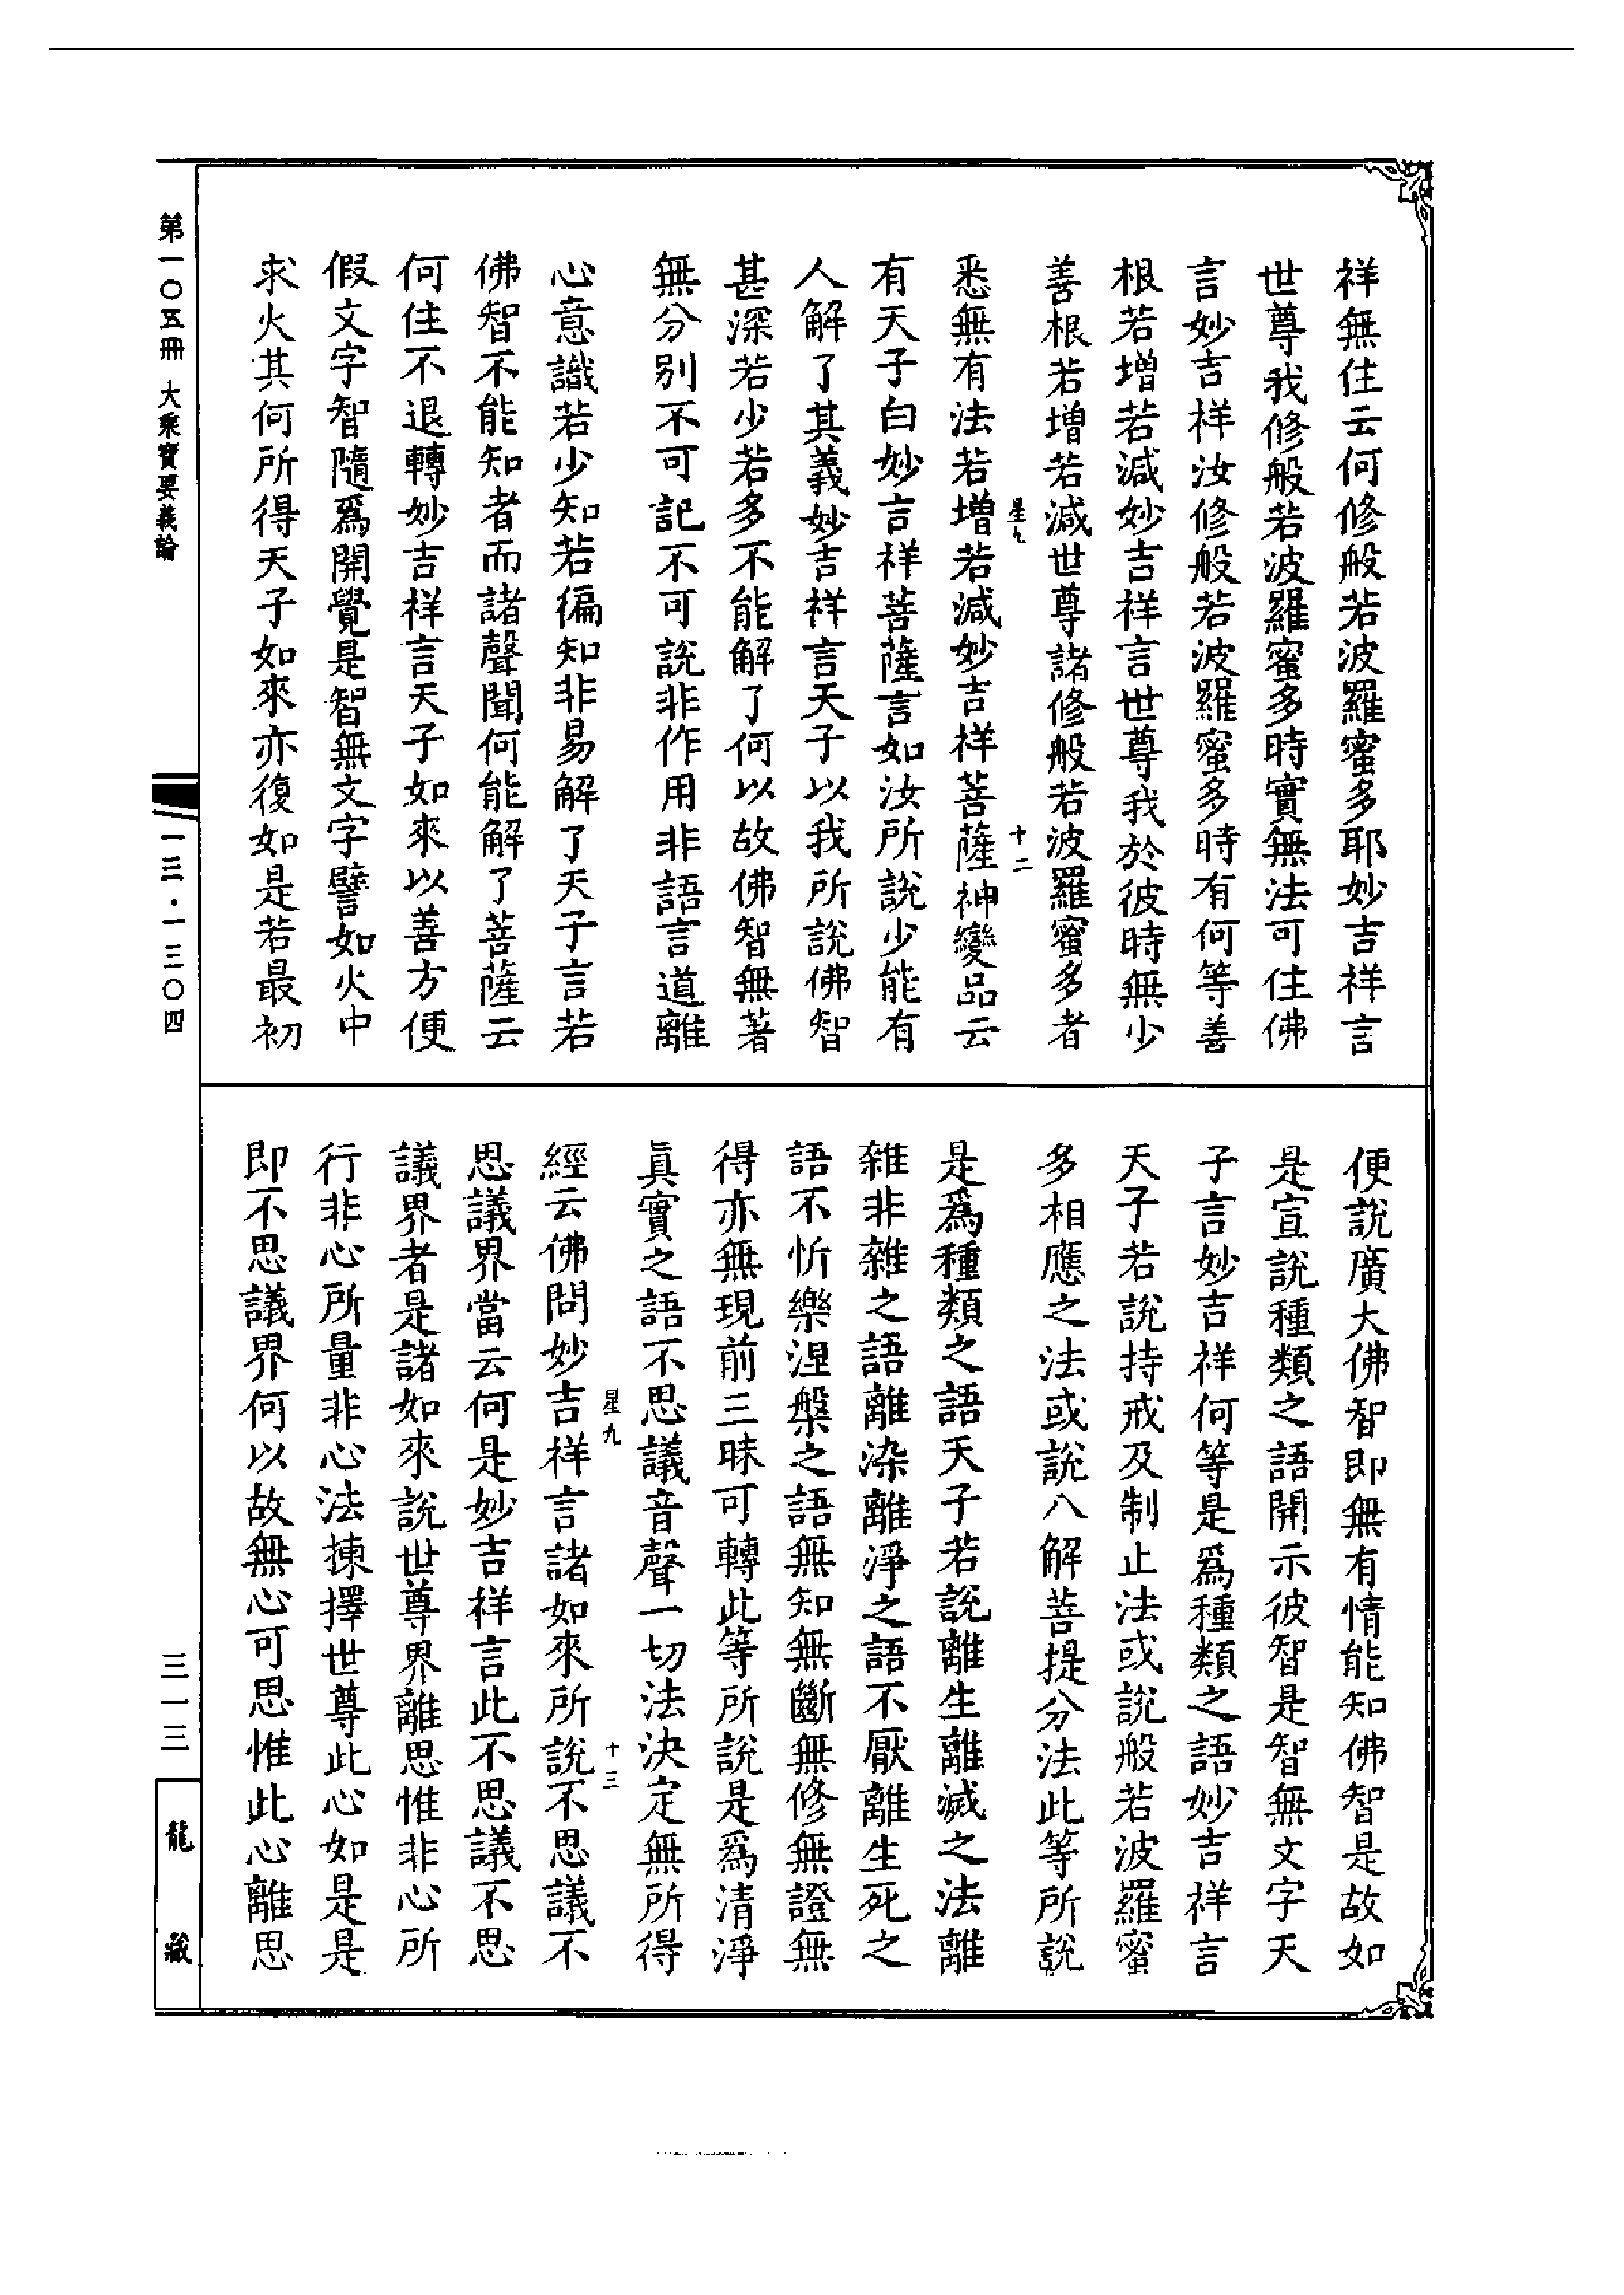 祥無住云何修般若波羅蜜多耶妙吉祥言
世尊我修般若波羅蜜多時實無法可住佛
言妙吉祥汝修般若波羅蜜多時有何等善
根若增若減妙吉祥言世尊我於彼時無少
善根若增若減世尊諸修般若波羅蜜多者
星九
十二
悉無有法若增若減妙吉祥菩薩神變品云
有天子白妙吉祥菩薩言如汝所說少能有
人解了其義妙吉祥言天子以我所說佛智
甚深若少若多不能解了何以故佛智無著
無分別不可記不可說非作用非語言道離
心意識若少知若徧知非易解了天子言若
佛智不能知者而諸聲聞何能解了菩薩云
何住不退轉妙吉祥言天子如來以善方便
假文字智隨爲開覺是智無文字譬如火中
求火其何所得天子如來亦復如是若最初
便說廣大佛智即無有情能知佛智是故如
是宣說種類之語開示彼智是智無文字天
子言妙吉祥何等是爲種類之語妙吉祥言
天子若說持戒及制止法或說般若波羅蜜
多相應之法或說八解菩提分法此等所說
是爲種類之語天子若說離生離滅之法離
雜非雜之語離染離淨之語不厭離生死之
語不忻樂涅槃之語無知無斷無修無證無
得亦無現前三昧可轉此等所說是爲清淨
眞實之語不思議音聲一切法決定無所得
星九
十三
經云佛問妙吉祥言諸如來所說不思議不
思議界當云何是妙吉祥言此不思議不思
議界者是諸如來說世尊界離思惟非心所
行非心所量非心法揀擇世尊此心如是是
即不思議界何以故無心可思惟此心離思
第一〇五冊 大乘寶要義論
一三·一三〇四
三一三
龍藏